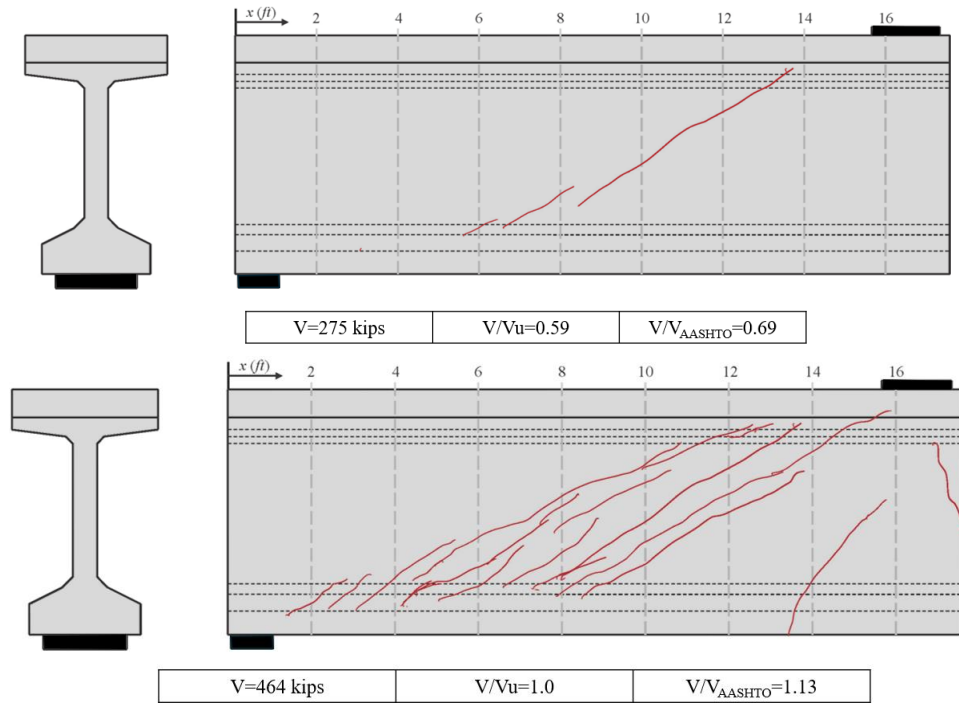 x (ft) 2 4 6 8 10 12 14 16
V=275 kips V/Vu=0.59 V/VAASHTO=0.69
x (ft) 2 4 6 8 10 12 14 16
V=464 kips V/Vu=1.0 V/VAASHTO=1.13